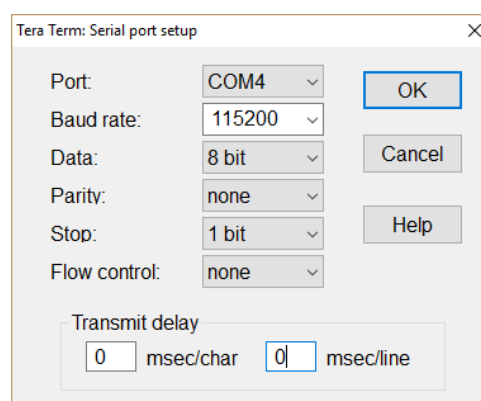 Tera Term: Serial port setup
Port: COM4 OK
Baud rate: 115200
Data: 8 bit Cancel
Parity: none
Stop: 1 bit Help
Flow control: none
Transmit delay
0 msec/char 0 msec/line